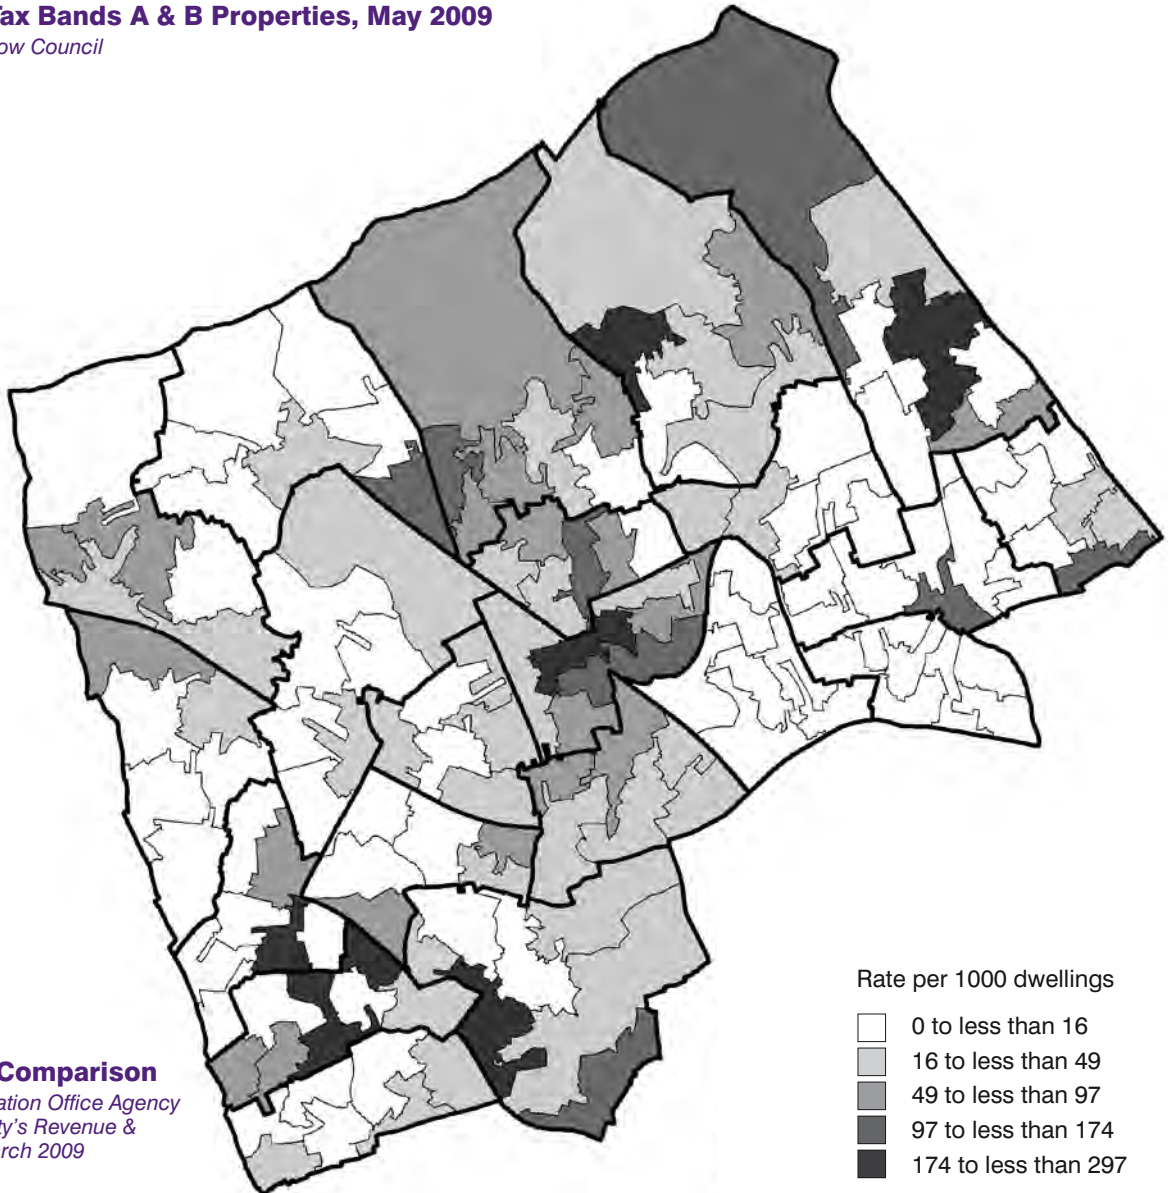 Tax Bands A & B Properties, May 2009
ow Council
Rate per 1000 dwellings
0 to less than 16
16 to less than 49
49 to less than 97
97 to less than 174
174 to less than 297
Comparison
ation Office Agency
ty's Revenue &
rch 2009